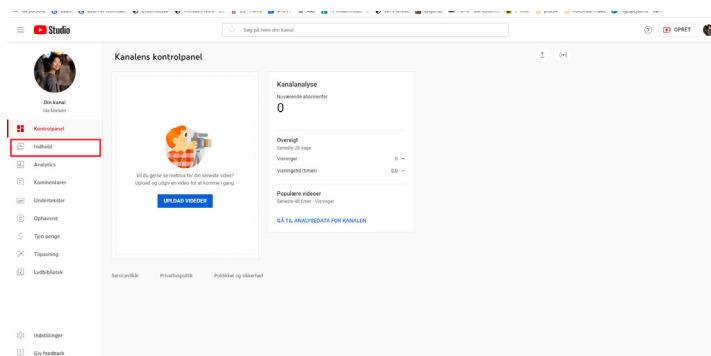 Studio
Søg på hele din kanal
OPRET
Kanalens kontrolpanel
Din kanal
Ida Nielsen
Kontrolpanel
Indhold
Analytics
Kommentarer
Undertekster
Ophavsret
Tjen penge
Tilpasning
Lydbibliotek
Indstillinger
Giv feedback
Vil du gerne se metrics for din seneste video?
Upload og udgiv en video for at komme i gang.
UPLOAD VIDEOER
Kanalanalyse
Nuværende abonnenter
0
Oversigt
Seneste 28 dage
Visninger 0 —
Visningstid (timer) 0,0 —
Populære videoer
Seneste 48 timer · Visninger
GÅ TIL ANALYSEDATA FOR KANALEN
Servicevilkår Privatlivspolitik Politikker og sikkerhed